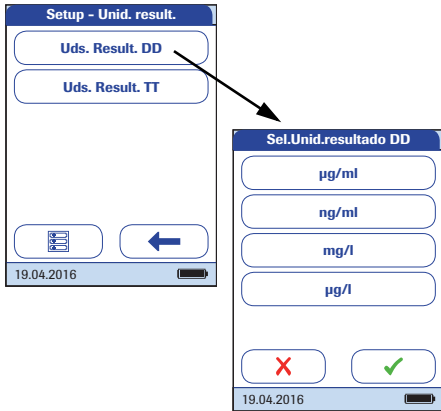 Setup - Unid. result.
Uds. Result. DD
Uds. Result. TT
19.04.2016
Sel.Unid.resultado DD
µg/ml
ng/ml
mg/l
µg/l
19.04.2016